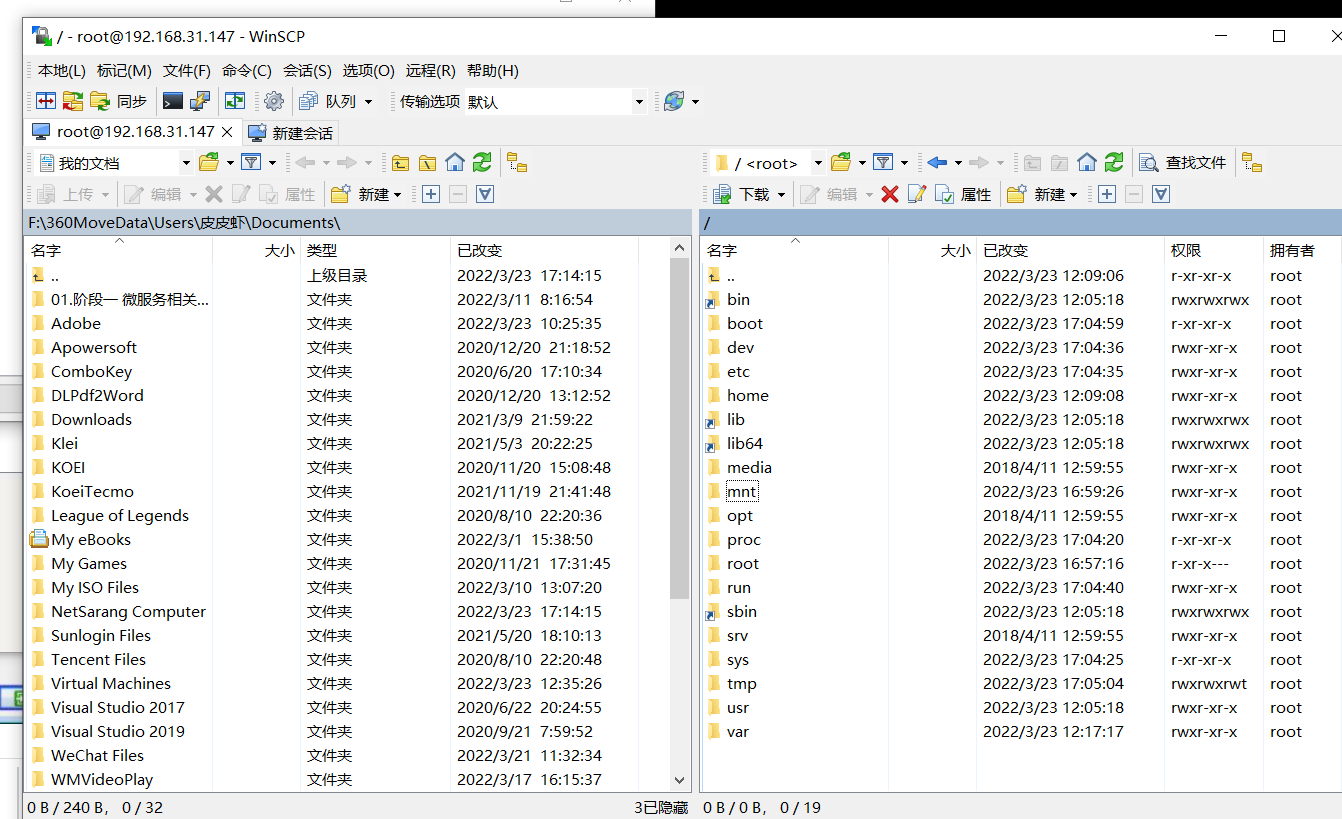 / - root@192.168.31.147 - WinSCP
本地(L) 标记(M) 文件(F) 命令(C) 会话(S) 选项(O) 远程(R) 帮助(H)
同步 队列 传输选项 默认
root@192.168.31.147 × 新建会话
我的文档 / <root> 查找文件
上传 编辑 属性 新建 下载 编辑 属性 新建
F:\360MoveData\Users\皮皮虾\Documents\ /
名字 大小 类型 已改变
.. 上级目录 2022/3/23 17:14:15
01.阶段一 微服务相关... 文件夹 2022/3/11 8:16:54
Adobe 文件夹 2022/3/23 10:25:35
Apowersoft 文件夹 2020/12/20 21:18:52
ComboKey 文件夹 2020/6/20 17:10:34
DLPdf2Word 文件夹 2020/12/20 13:12:52
Downloads 文件夹 2021/3/9 21:59:22
Klei 文件夹 2021/5/3 20:22:25
KOEI 文件夹 2020/11/20 15:08:48
KoeiTecmo 文件夹 2021/11/19 21:41:48
League of Legends 文件夹 2020/8/10 22:20:36
My eBooks 文件夹 2022/3/1 15:38:50
My Games 文件夹 2020/11/21 17:31:45
My ISO Files 文件夹 2022/3/10 13:07:20
NetSarang Computer 文件夹 2022/3/23 17:14:15
Sunlogin Files 文件夹 2021/5/20 18:10:13
Tencent Files 文件夹 2020/8/10 22:20:48
Virtual Machines 文件夹 2022/3/23 12:35:26
Visual Studio 2017 文件夹 2020/6/22 20:24:55
Visual Studio 2019 文件夹 2020/9/21 7:59:52
WeChat Files 文件夹 2022/3/21 11:32:34
WMVideoPlay 文件夹 2022/3/17 16:15:37
名字 大小 已改变 权限 拥有者
.. 2022/3/23 12:09:06 r-xr-xr-x root
bin 2022/3/23 12:05:18 rwxrwxrwx root
boot 2022/3/23 17:04:59 r-xr-xr-x root
dev 2022/3/23 17:04:36 rwxr-xr-x root
etc 2022/3/23 17:04:35 rwxr-xr-x root
home 2022/3/23 12:09:08 rwxr-xr-x root
lib 2022/3/23 12:05:18 rwxrwxrwx root
lib64 2022/3/23 12:05:18 rwxrwxrwx root
media 2018/4/11 12:59:55 rwxr-xr-x root
mnt 2022/3/23 16:59:26 rwxr-xr-x root
opt 2018/4/11 12:59:55 rwxr-xr-x root
proc 2022/3/23 17:04:20 r-xr-xr-x root
root 2022/3/23 16:57:16 r-xr-x--- root
run 2022/3/23 17:04:40 rwxr-xr-x root
sbin 2022/3/23 12:05:18 rwxrwxrwx root
srv 2018/4/11 12:59:55 rwxr-xr-x root
sys 2022/3/23 17:04:25 r-xr-xr-x root
tmp 2022/3/23 17:05:04 rwxrwxrwt root
usr 2022/3/23 12:05:18 rwxr-xr-x root
var 2022/3/23 12:17:17 rwxr-xr-x root
0 B / 240 B, 0 / 32 3已隐藏 0 B / 0 B, 0 / 19